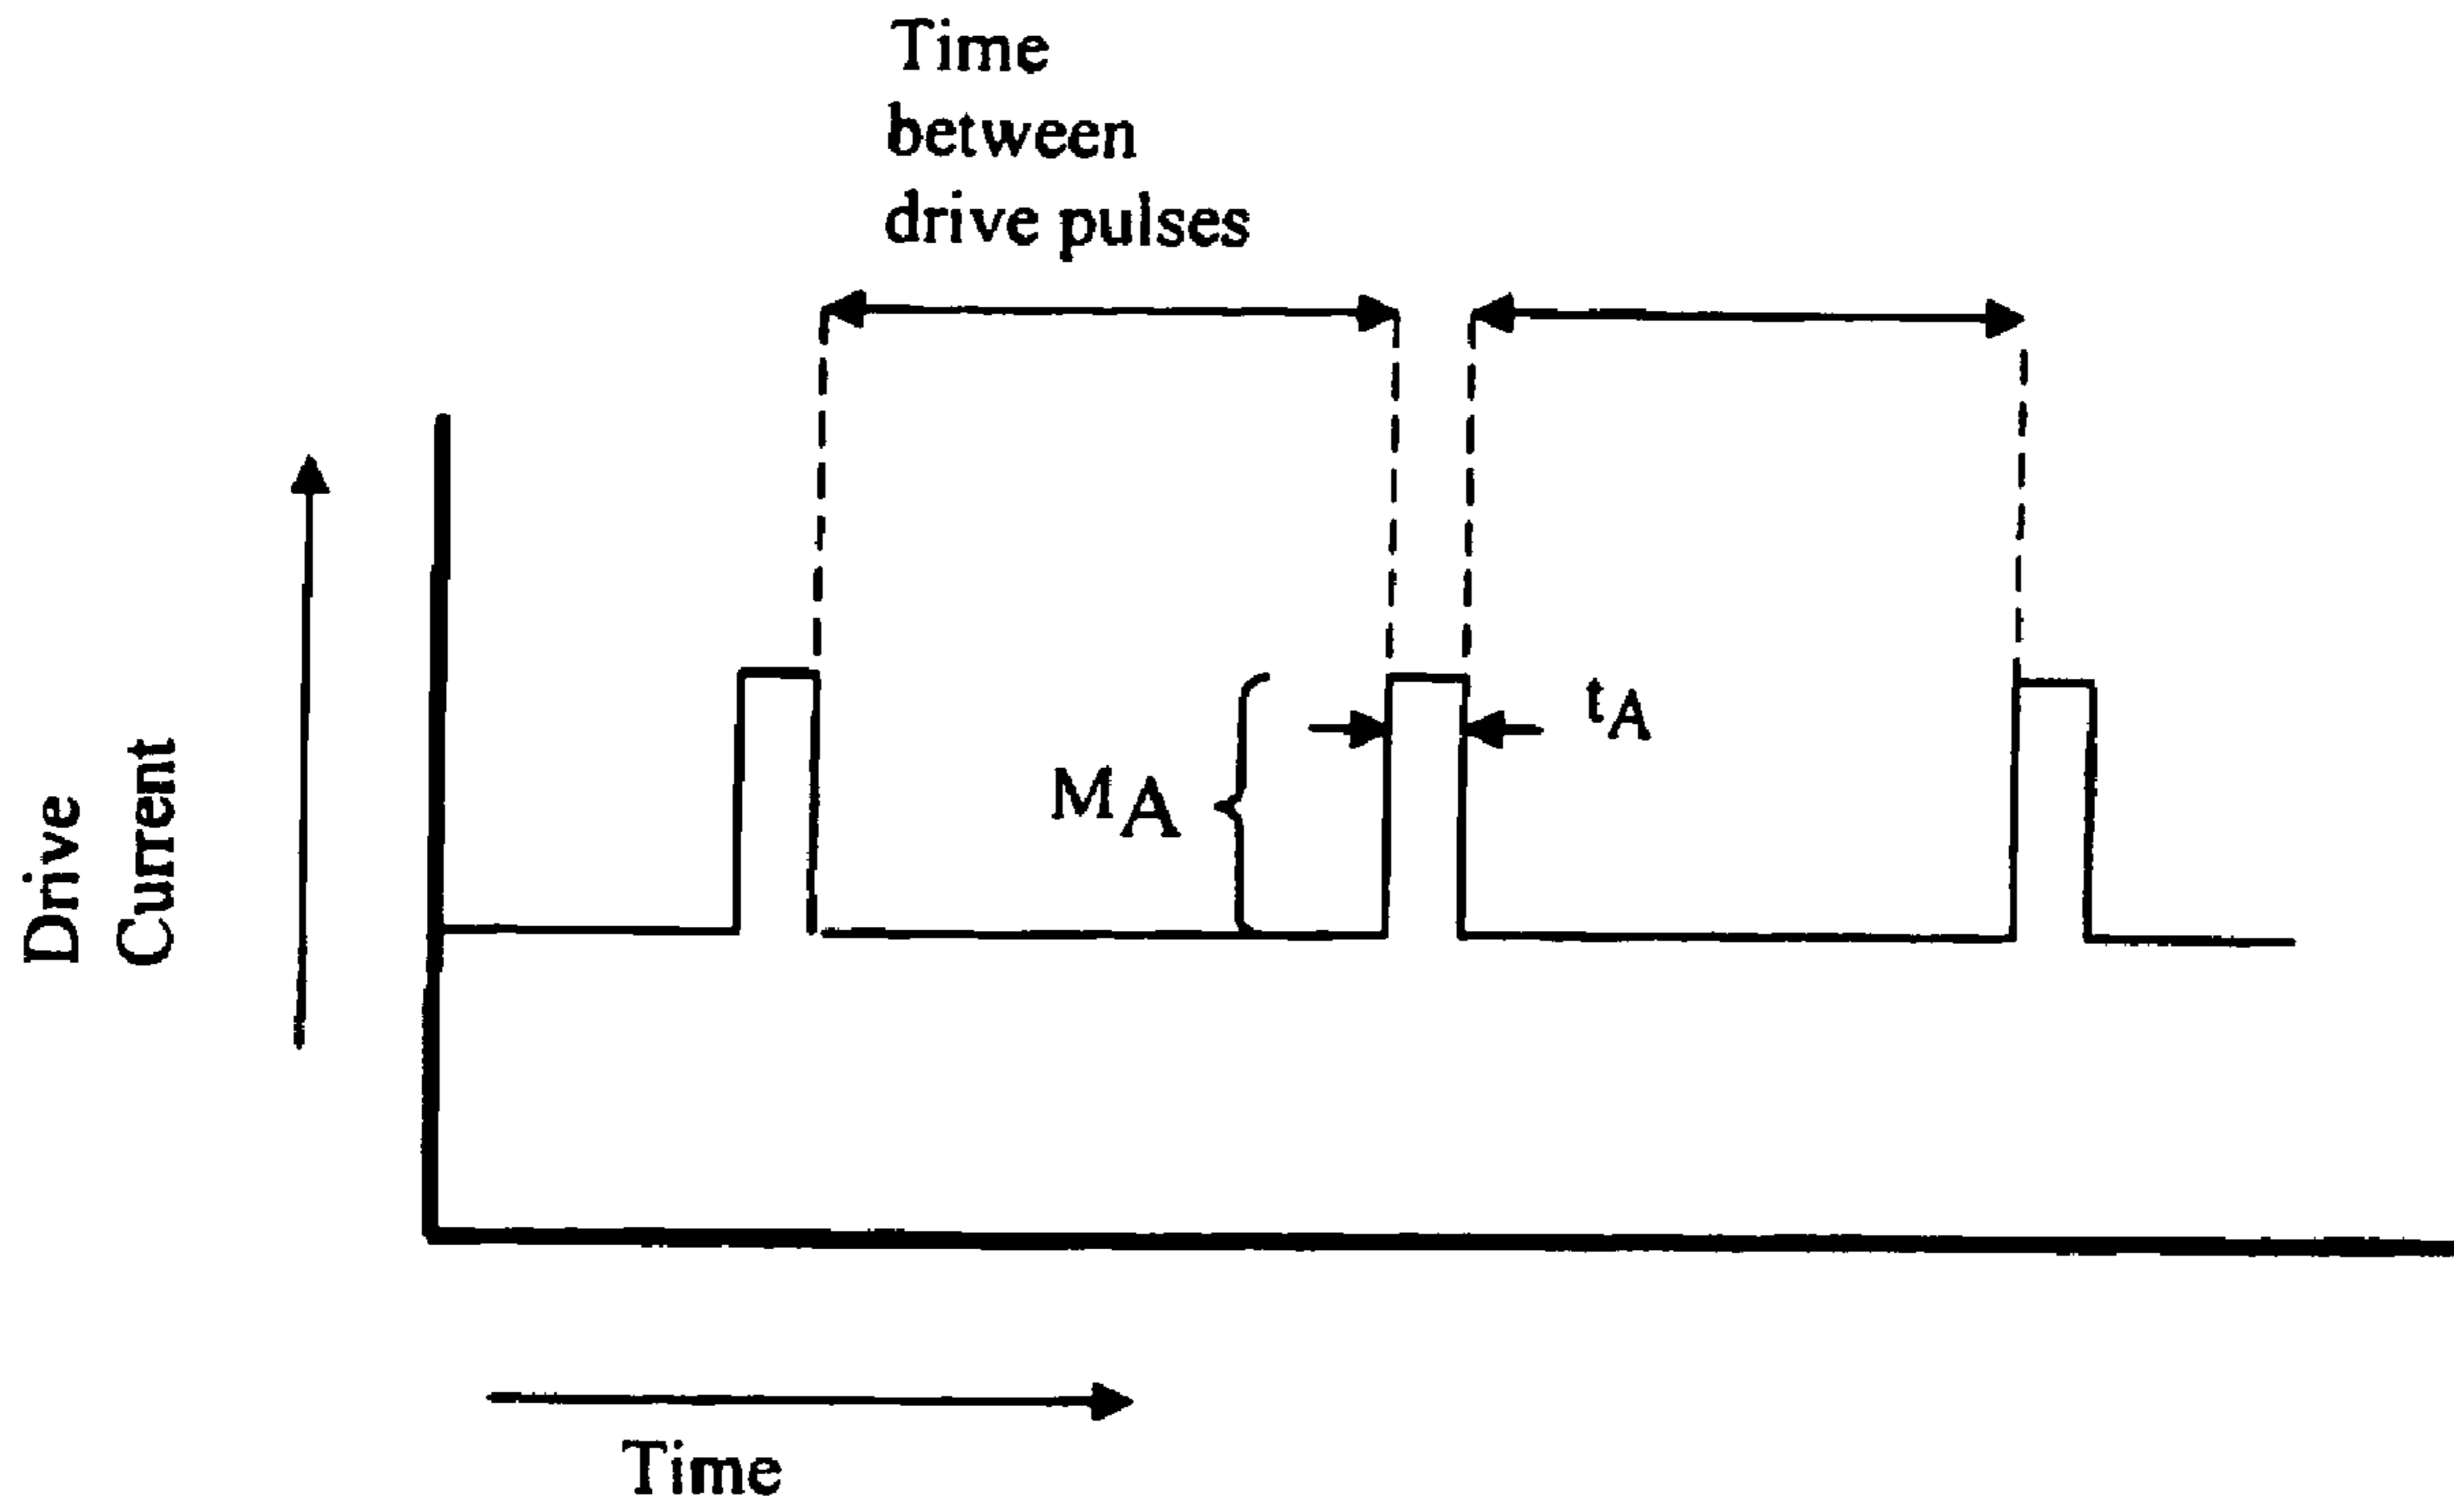 Time
between
drive pulses
tA
MA
Drive
Current
Time